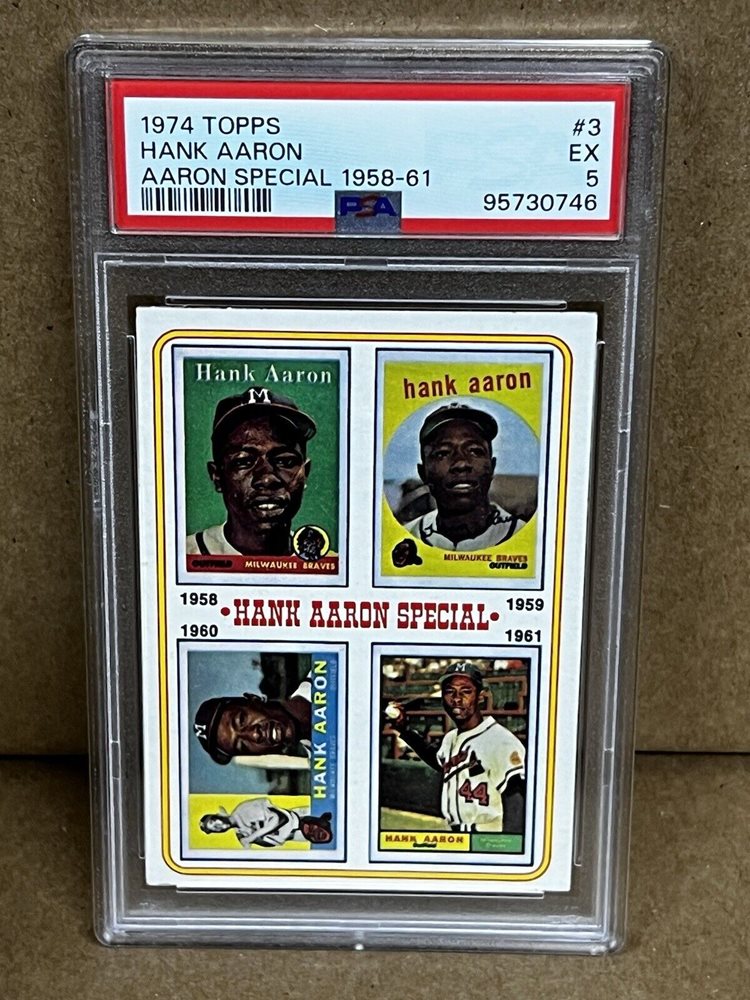 1974 TOPPS #3
HANK AARON EX
AARON SPECIAL 1958-61 5
PSA 95730746
Hank Aaron
M
OUTFIELD MILWAUKEE BRAVES
hank aaron
MILWAUKEE BRAVES
OUTFIELD
1958
1959
•HANK AARON SPECIAL•
1960
1961
M
HANK AARON
M
44
HANK AARON